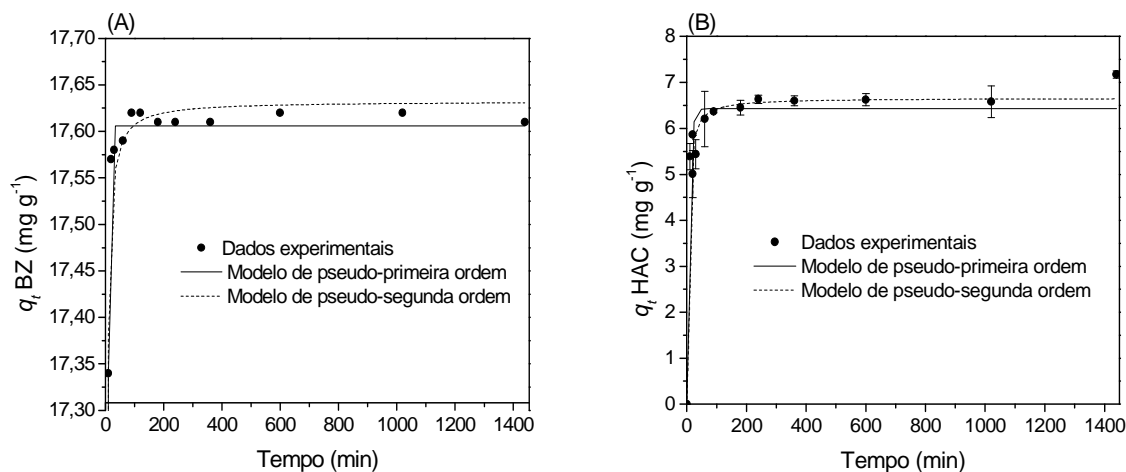 (A)
17,70
17,65
17,60
17,55
17,50
17,45
17,40
17,35
17,30
q_t BZ (mg g⁻¹)
Dados experimentais
Modelo de pseudo-primeira ordem
Modelo de pseudo-segunda ordem
0 200 400 600 800 1000 1200 1400
Tempo (min)
(B)
8
7
6
5
4
3
2
1
0
q_t HAC (mg g⁻¹)
Dados experimentais
Modelo de pseudo-primeira ordem
Modelo de pseudo-segunda ordem
0 200 400 600 800 1000 1200 1400
Tempo (min)